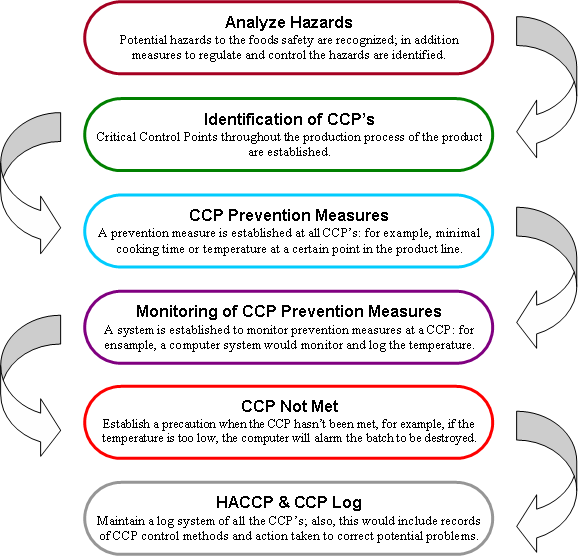 Analyze Hazards
Potential hazards to the foods safety are recognized; in addition
measures to regulate and control the hazards are identified.
Identification of CCP's
Critical Control Points throughout the production process of the product
are established.
CCP Prevention Measures
A prevention measure is established at all CCP's: for example, minimal
cooking time or temperature at a certain point in the product line.
Monitoring of CCP Prevention Measures
A system is established to monitor prevention measures at a CCP: for
ensample, a computer system would monitor and log the temperature.
CCP Not Met
Establish a precaution when the CCP hasn't been met, for example, if the
temperature is too low, the computer will alarm the batch to be destroyed.
HACCP & CCP Log
Maintain a log system of all the CCP's; also, this would include records
of CCP control methods and action taken to correct potential problems.